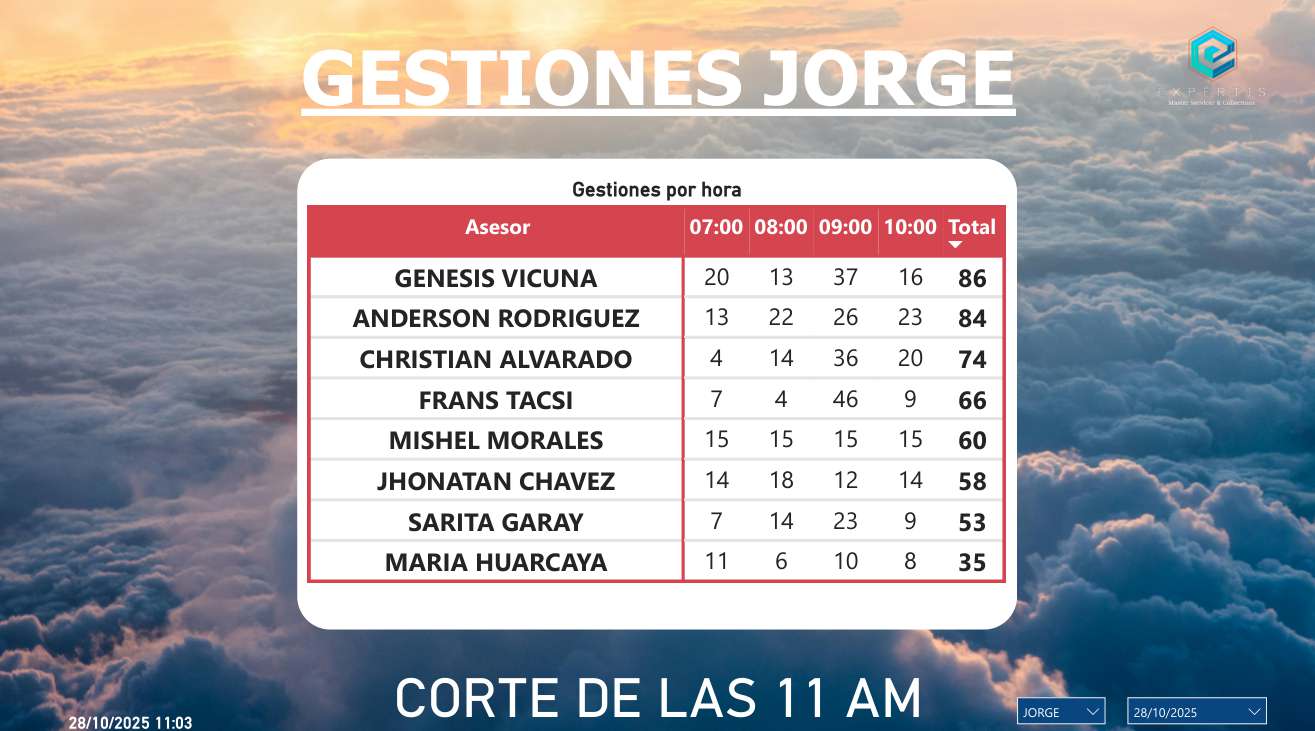 GESTIONES JORGE
EXPERTIS
Master Servicer & Collections
Gestiones por hora
Asesor 07:00 08:00 09:00 10:00 Total
GENESIS VICUNA 20 13 37 16 86
ANDERSON RODRIGUEZ 13 22 26 23 84
CHRISTIAN ALVARADO 4 14 36 20 74
FRANS TACSI 7 4 46 9 66
MISHEL MORALES 15 15 15 15 60
JHONATAN CHAVEZ 14 18 12 14 58
SARITA GARAY 7 14 23 9 53
MARIA HUARCAYA 11 6 10 8 35
CORTE DE LAS 11 AM
28/10/2025 11:03
JORGE
28/10/2025